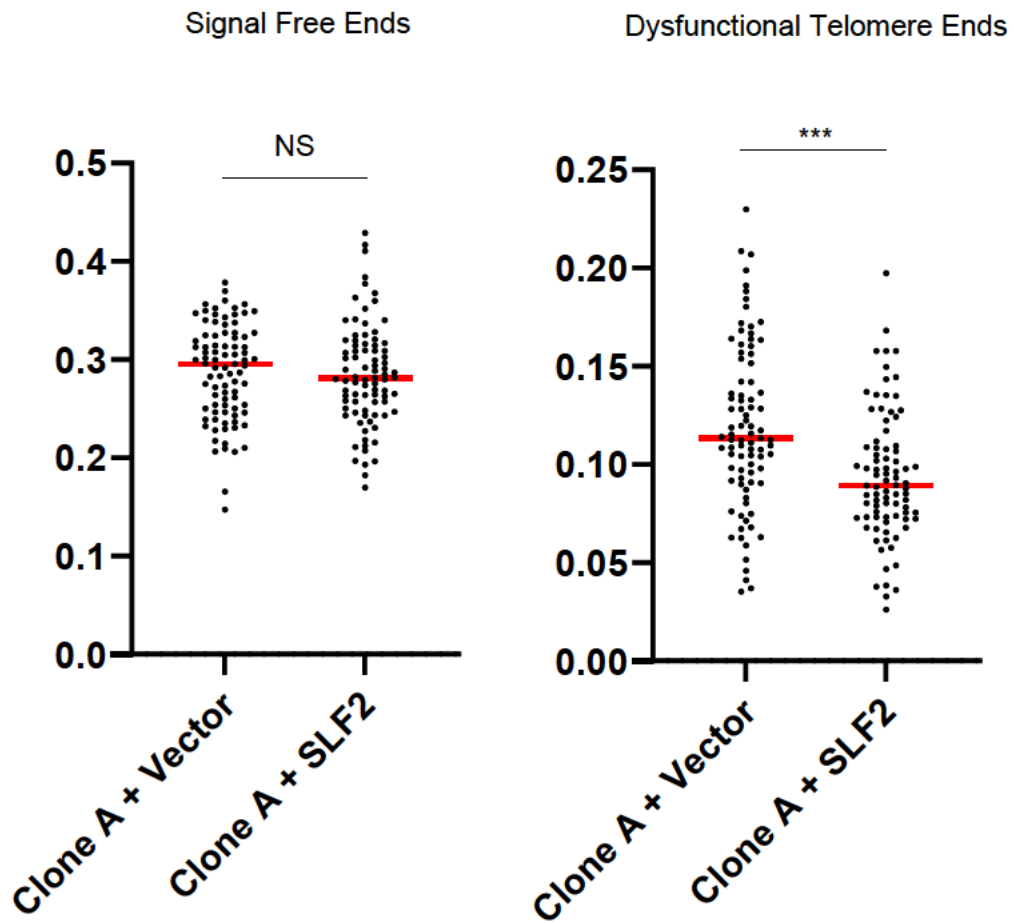 Signal Free Ends
NS
0.5
0.4
0.3
0.2
0.1
0.0
Clone A + Vector
Clone A + SLF2
Dysfunctional Telomere Ends
***
0.25
0.20
0.15
0.10
0.05
0.00
Clone A + Vector
Clone A + SLF2